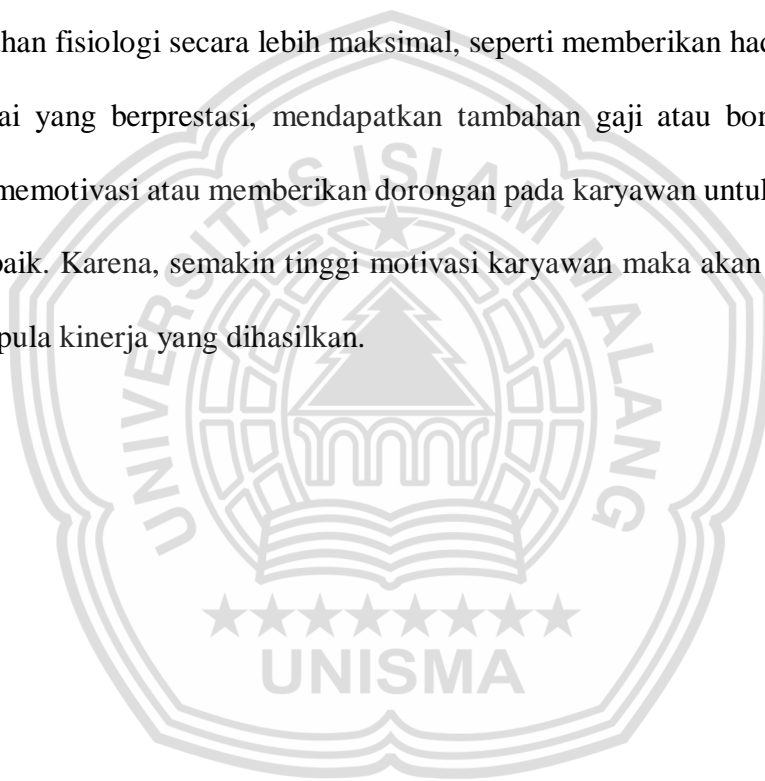 han fisiologi secara lebih maksimal, seperti memberikan had
ai yang berprestasi, mendapatkan tambahan gaji atau bon
memotivasi atau memberikan dorongan pada karyawan untuk
baik. Karena, semakin tinggi motivasi karyawan maka akan
pula kinerja yang dihasilkan.
UNIVERSITAS ISLAM MALANG
UNISMA